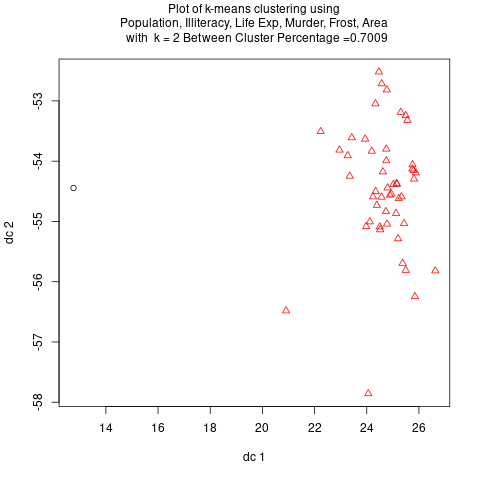 Plot of k-means clustering using
Population, Illiteracy, Life Exp, Murder, Frost, Area
with k = 2 Between Cluster Percentage =0.7009
-53
-54
-55
-56
-57
-58
dc 2
14 16 18 20 22 24 26
dc 1